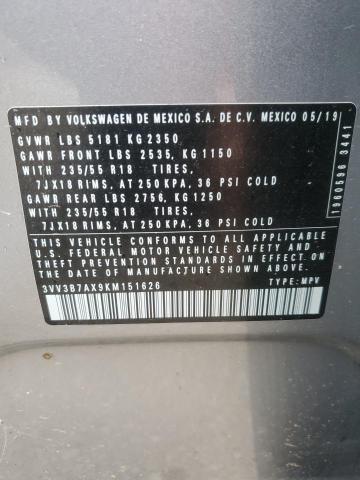 MFD BY VOLKSWAGEN DE MEXICO S.A. DE C.V. MEXICO 05/19
GVWR LBS 5181 KG 2350
GAWR FRONT LBS 2535, KG 1150
WITH 235/55 R18 TIRES,
7JX18 RIMS, AT 250 KPA, 36 PSI COLD
GAWR REAR LBS 2756, KG1250
WITH 235/55 R18 TIRES,
7JX18 RIMS, AT 250 KPA, 36 PSI COLD
THIS VEHICLE CONFORMS TO ALL APPLICABLE
U.S. FEDERAL MOTOR VEHICLE SAFETY, BUMPER AND
THEFT PREVENTION STANDARDS IN EFFECT ON THE
DATE OF MANUFACTURE SHOWN ABOVE.
3VV3B7AX9KM151626 TYPE: MPV
1960596 3441